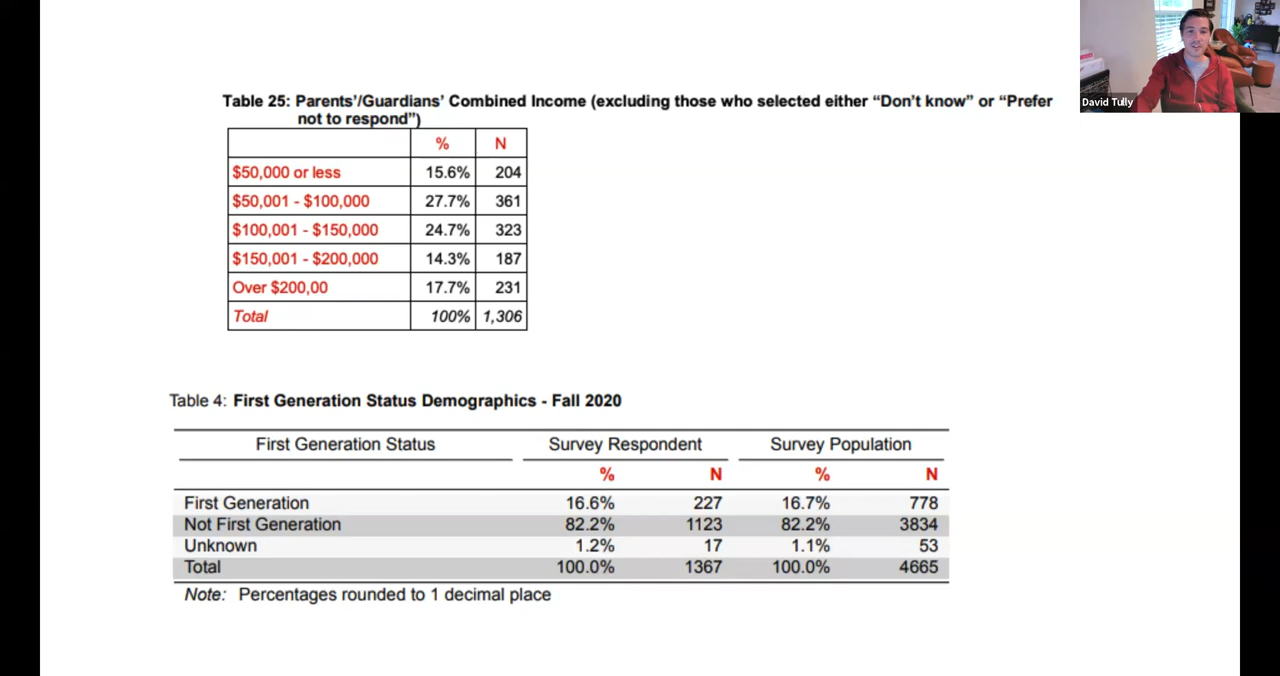 David Tully
Table 25: Parents’/Guardians’ Combined Income (excluding those who selected either “Don’t know” or “Prefer
not to respond”)
% N
$50,000 or less 15.6% 204
$50,001 - $100,000 27.7% 361
$100,001 - $150,000 24.7% 323
$150,001 - $200,000 14.3% 187
Over $200,00 17.7% 231
Total 100% 1,306
Table 4: First Generation Status Demographics - Fall 2020
First Generation Status Survey Respondent Survey Population
% N % N
First Generation 16.6% 227 16.7% 778
Not First Generation 82.2% 1123 82.2% 3834
Unknown 1.2% 17 1.1% 53
Total 100.0% 1367 100.0% 4665
Note: Percentages rounded to 1 decimal place